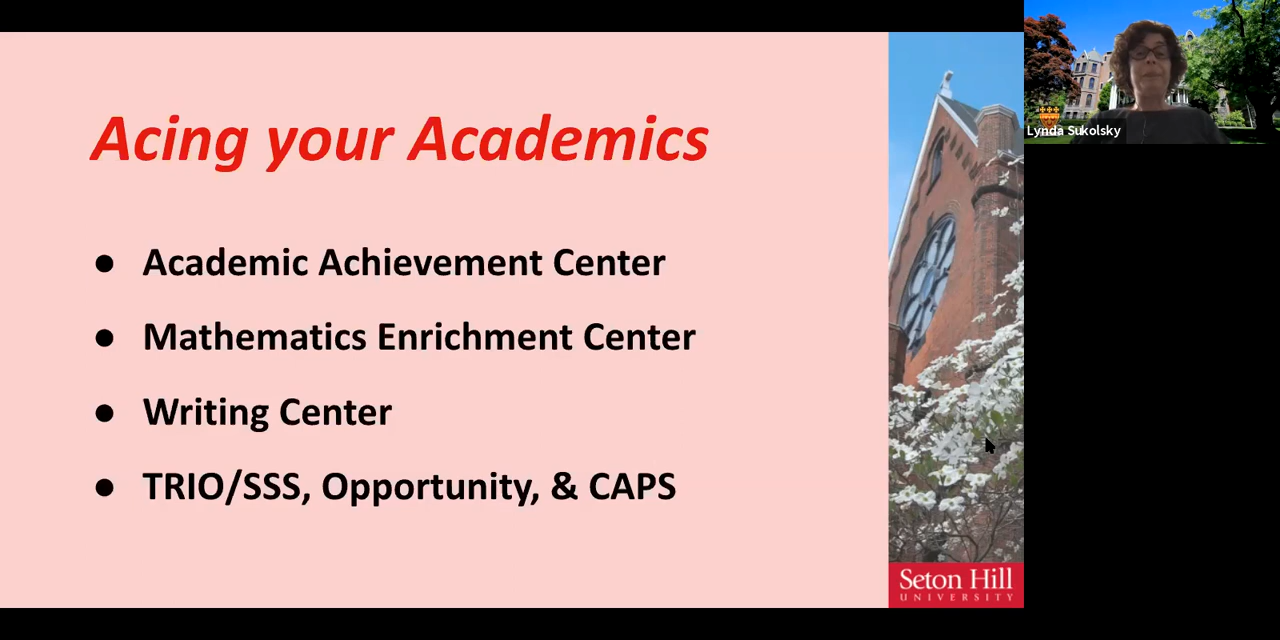 Acing your Academics
● Academic Achievement Center
● Mathematics Enrichment Center
● Writing Center
● TRIO/SSS, Opportunity, & CAPS
Seton Hill
UNIVERSITY
Lynda Sukolsky